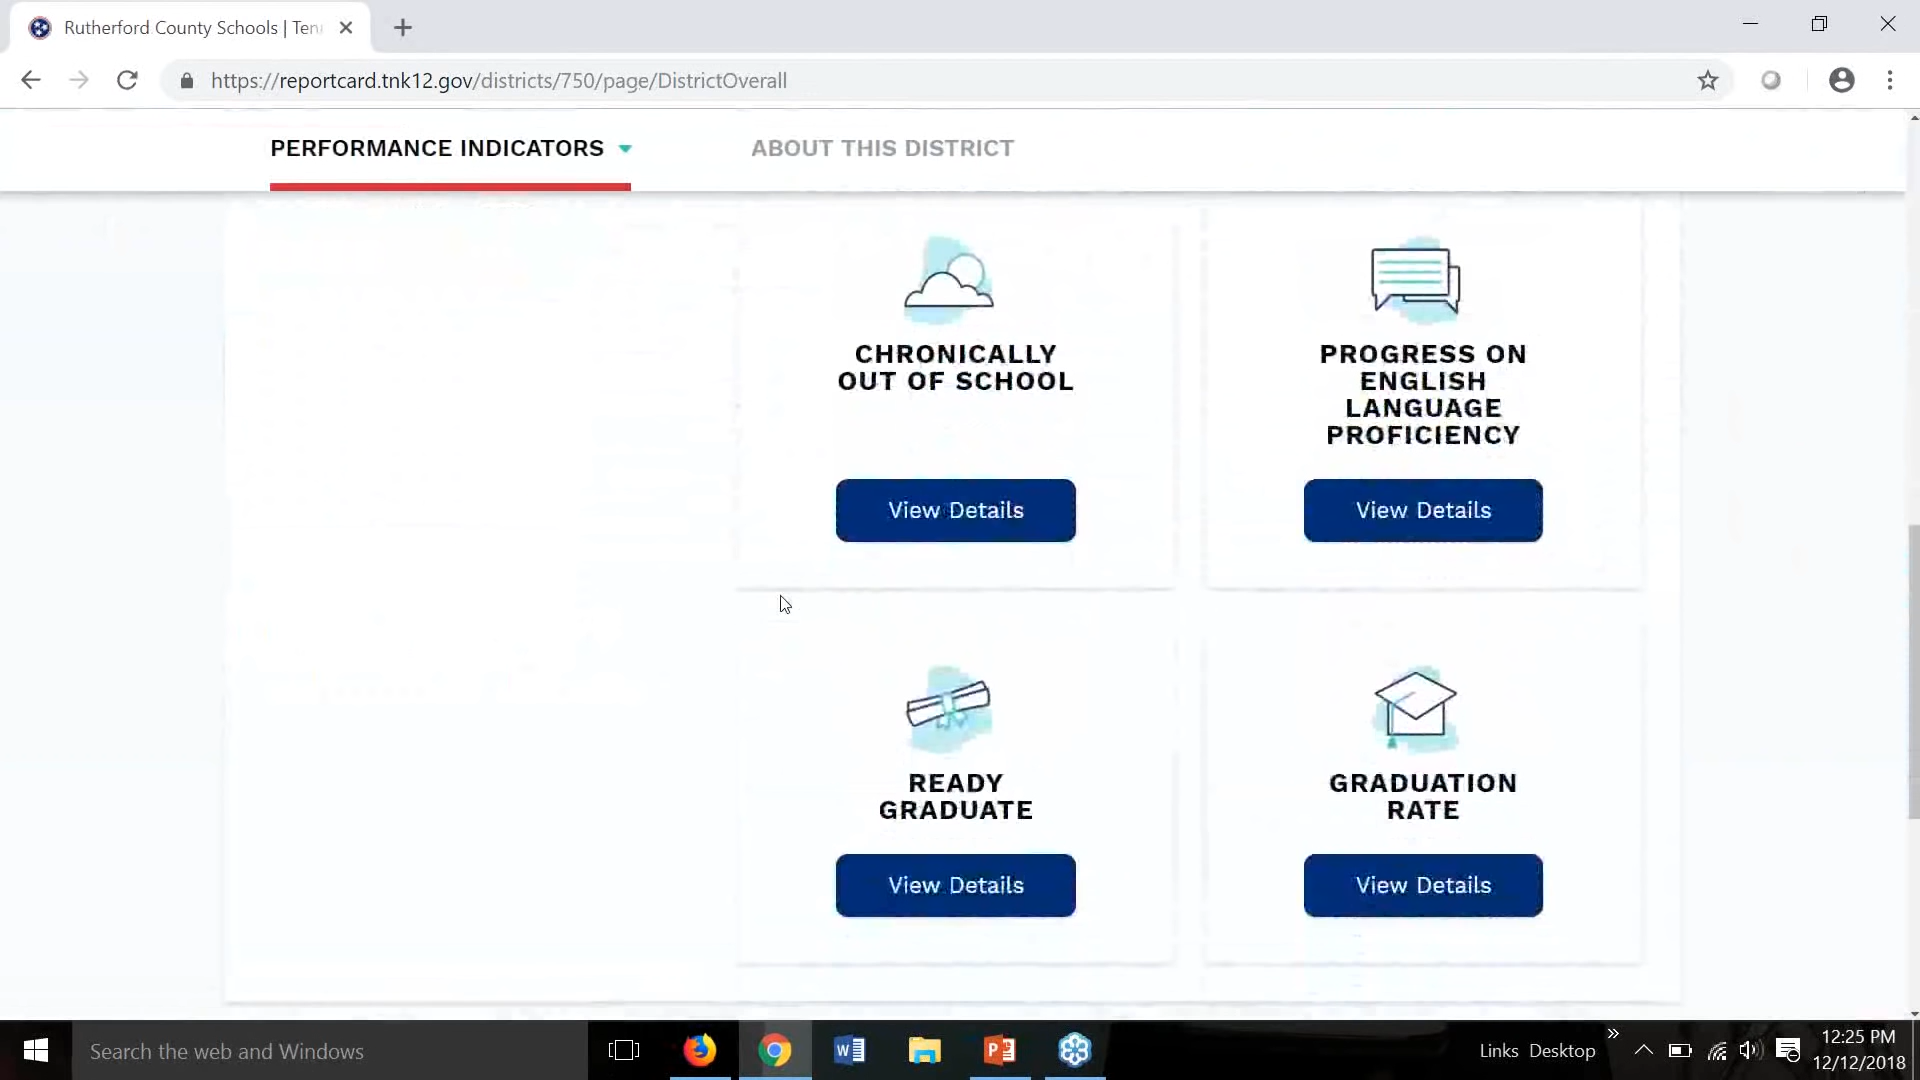 Rutherford County Schools | Ten
https://reportcard.tnk12.gov/districts/750/page/DistrictOverall
PERFORMANCE INDICATORS
ABOUT THIS DISTRICT
CHRONICALLY
OUT OF SCHOOL
View Details
PROGRESS ON
ENGLISH
LANGUAGE
PROFICIENCY
View Details
READY
GRADUATE
View Details
GRADUATION
RATE
View Details
Search the web and Windows
Links Desktop
12:25 PM
12/12/2018